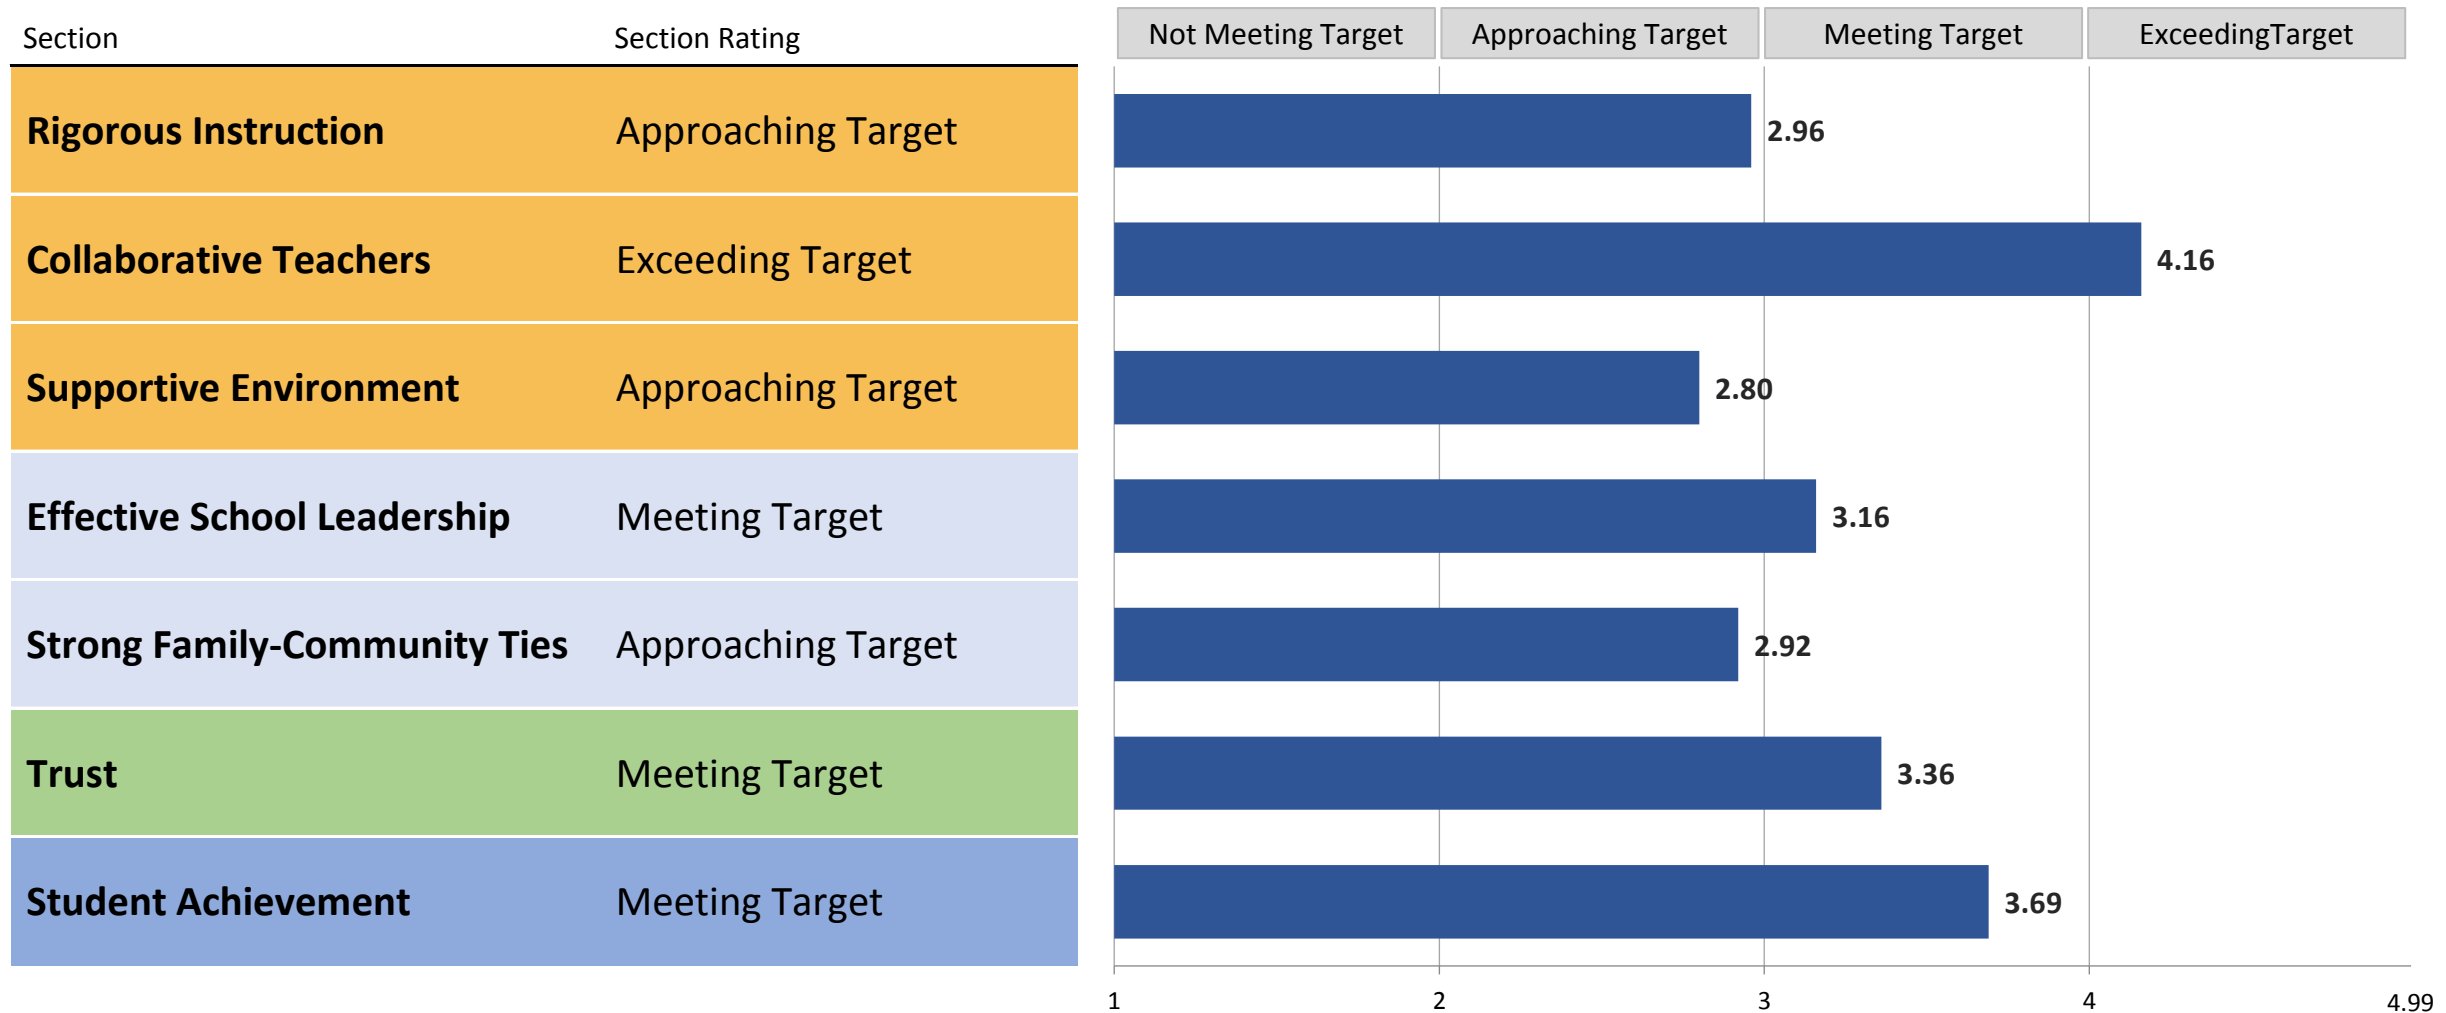 Section Section Rating Not Meeting Target Approaching Target Meeting Target ExceedingTarget
Rigorous Instruction Approaching Target 2.96
Collaborative Teachers Exceeding Target 4.16
Supportive Environment Approaching Target 2.80
Effective School Leadership Meeting Target 3.16
Strong Family-Community Ties Approaching Target 2.92
Trust Meeting Target 3.36
Student Achievement Meeting Target 3.69
1 2 3 4 4.99